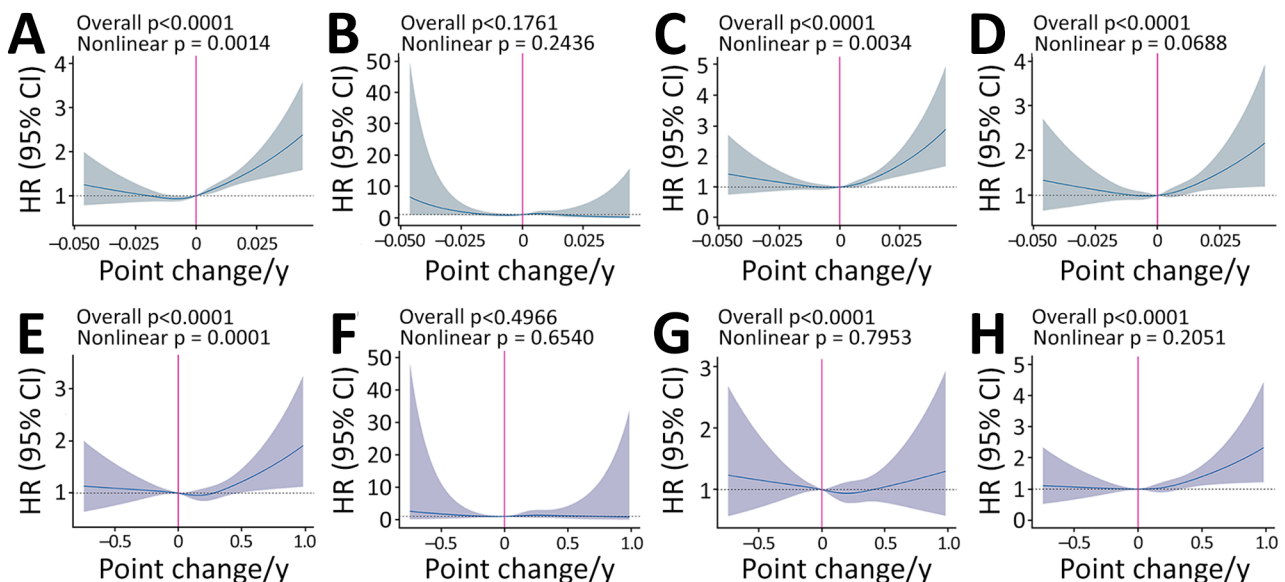 A
Overall p<0.0001
Nonlinear p = 0.0014
HR (95% CI)
4
3
2
1
−0.050 −0.025 0 0.025
Point change/y
B
Overall p<0.1761
Nonlinear p = 0.2436
HR (95% CI)
50
40
30
20
10
0
−0.050 −0.025 0 0.025
Point change/y
C
Overall p<0.0001
Nonlinear p = 0.0034
HR (95% CI)
5
4
3
2
1
0
−0.050 −0.025 0 0.025
Point change/y
D
Overall p<0.0001
Nonlinear p = 0.0688
HR (95% CI)
4
3
2
1
−0.050 −0.025 0 0.025
Point change/y
E
Overall p<0.0001
Nonlinear p = 0.0001
HR (95% CI)
3
2
1
−0.5 0 0.5 1.0
Point change/y
F
Overall p<0.4966
Nonlinear p = 0.6540
HR (95% CI)
50
40
30
20
10
0
−0.5 0 0.5 1.0
Point change/y
G
Overall p<0.0001
Nonlinear p = 0.7953
HR (95% CI)
3
2
1
−0.5 0 0.5 1.0
Point change/y
H
Overall p<0.0001
Nonlinear p = 0.2051
HR (95% CI)
5
4
3
2
1
0
−0.5 0 0.5 1.0
Point change/y